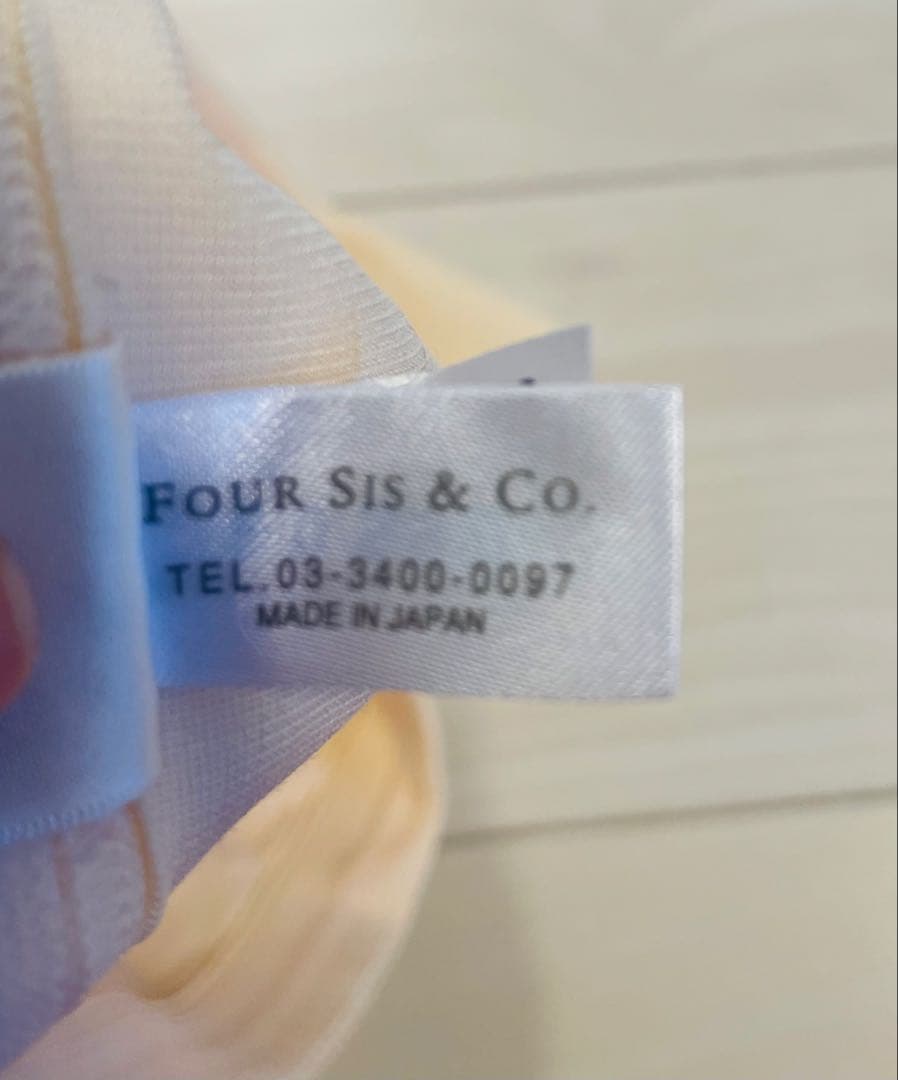 FOUR SIS & CO.
TEL.03-3400-0097
MADE IN JAPAN